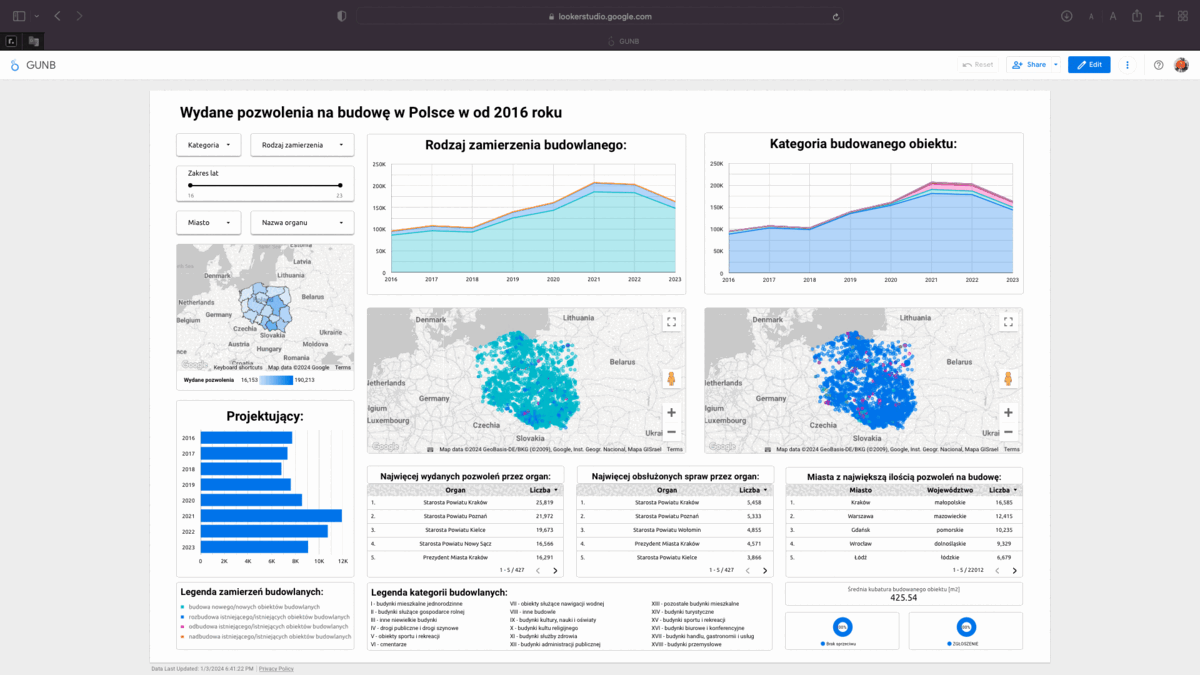 lookerstudio.google.com
GUNB
GUNB
Reset
Share
Edit
Wydane pozwolenia na budowę w Polsce w od 2016 roku
Kategoria
Rodzaj zamierzenia
Zakres lat
16
23
Miasto
Nazwa organu
Estonia
Latvia
Denmark
Lithuania
Netherlands
Belarus
Belgium
Germany
Czechia
Ukraine
Slovakia
Austria
Moldova
Hungary
nce
Romania
Croatia
Google
Keyboard shortcuts
Map data ©2024 Google
Terms
Wydane pozwolenia
16,153
190,213
Projektujący:
2016
2017
2018
2019
2020
2021
2022
2023
0 2K 4K 6K 8K 10K 12K
Legenda zamierzeń budowlanych:
budowa nowego/nowych obiektów budowlanych
rozbudowa istniejącego/istniejących obiektów budowlanych
odbudowa istniejącego/istniejących obiektów budowlanych
nadbudowa istniejącego/istniejących obiektów budowlanych
Rodzaj zamierzenia budowlanego:
250K
200K
150K
100K
50K
0
2016 2017 2018 2019 2020 2021 2022 2023
Kategoria budowanego obiektu:
250K
200K
150K
100K
50K
0
2016 2017 2018 2019 2020 2021 2022 2023
Denmark
Lithuania
Belarus
etherlands
Germany
lgium
Luxembourg
Czechia
Ukrai
Slovakia
Google
Map data ©2024 GeoBasis-DE/BKG (©2009), Google, Inst. Geogr. Nacional, Mapa GISrael
Terms
Denmark
Lithuania
Belarus
etherlands
Germany
lgium
Luxembourg
Czechia
Ukrai
Slovakia
Google
Map data ©2024 GeoBasis-DE/BKG (©2009), Google, Inst. Geogr. Nacional, Mapa GISrael
Terms
Najwięcej wydanych pozwoleń przez organ:
Organ Liczba
1. Starosta Powiatu Kraków 25,819
2. Starosta Powiatu Poznań 21,972
3. Starosta Powiatu Kielce 19,673
4. Starosta Powiatu Nowy Sącz 16,566
5. Prezydent Miasta Kraków 16,291
1 - 5 / 427
Najwięcej obsłużonych spraw przez organ:
Organ Liczba
1. Starosta Powiatu Kraków 5,458
2. Starosta Powiatu Poznań 5,333
3. Starosta Powiatu Wołomin 4,855
4. Prezydent Miasta Kraków 4,571
5. Starosta Powiatu Kielce 3,866
1 - 5 / 427
Miasta z największą ilością pozwoleń na budowę:
Miasto Województwo Liczba
1. Kraków małopolskie 16,585
2. Warszawa mazowieckie 12,415
3. Gdańsk pomorskie 10,235
4. Wrocław dolnośląskie 9,329
5. Łódź łódzkie 6,679
1 - 5 / 22012
Legenda kategorii budowlanych:
I - budynki mieszkalne jednorodzinne
II - budynki służące gospodarce rolnej
III - inne niewielkie budynki
IV - drogi publiczne i drogi szynowe
V - obiekty sportu i rekreacji
VI - cmentarze
VII - obiekty służące nawigacji wodnej
VIII - inne budowle
IX - budynki kultury, nauki i oświaty
X - budynki kultu religijnego
XI - budynki służby zdrowia
XII - budynki administracji publicznej
XIII - pozostałe budynki mieszkalne
XIV - budynki turystyczne
XV - budynki sportu i rekreacji
XVI - budynki biurowe i konferencyjne
XVII - budynki handlu, gastronomii i usług
XVIII - budynki przemysłowe
Średnia kubatura budowanego obiektu [m2]
425.54
Brak sprzeciwu
ZGŁOSZENIE
Data Last Updated: 1/3/2024 6:41:22 PM
Privacy Policy